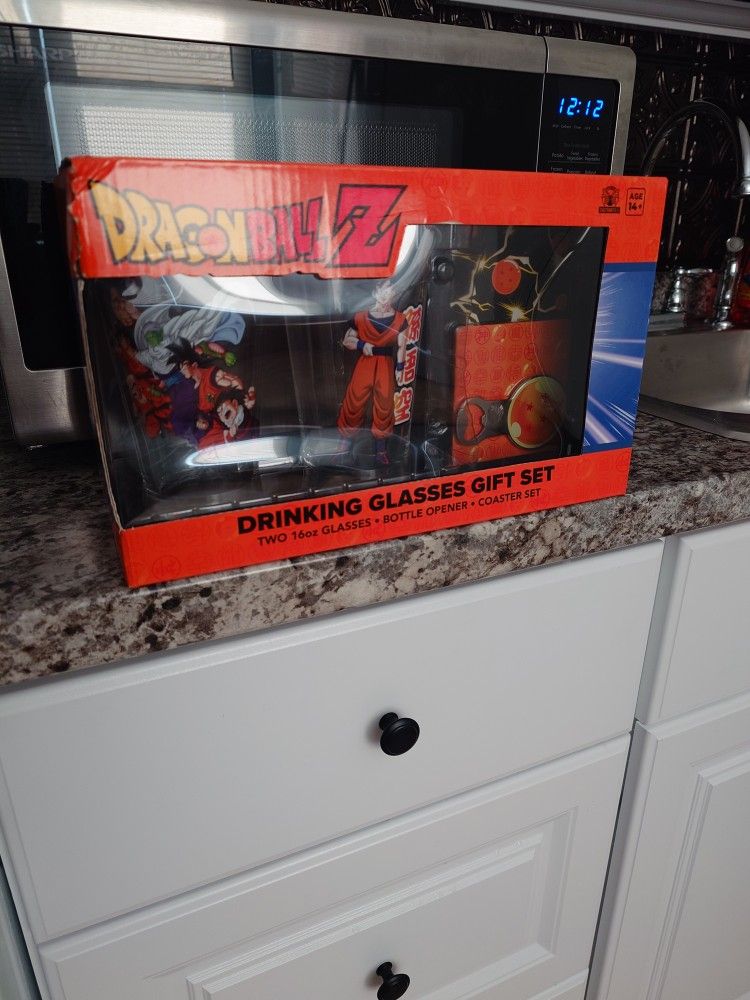 12:12
DRAGON BALL Z
AGE
14+
DRINKING GLASSES GIFT SET
TWO 16oz GLASSES • BOTTLE OPENER • COASTER SET